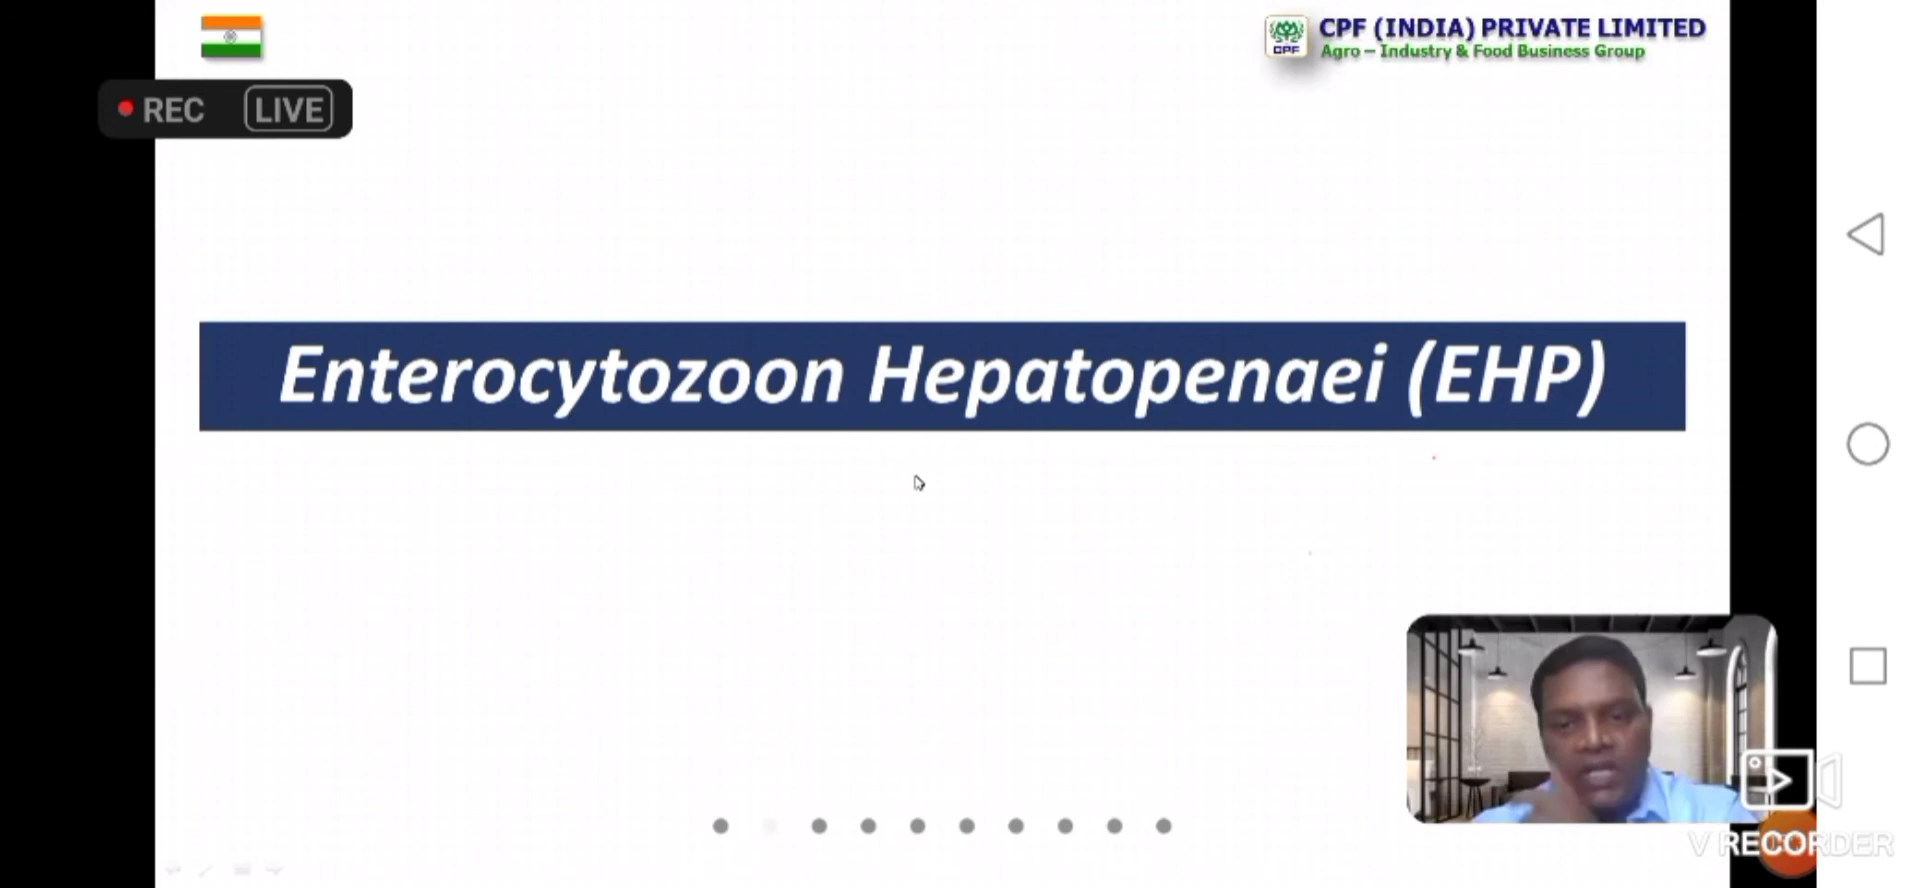 CPF (INDIA) PRIVATE LIMITED
CPF
Agro – Industry & Food Business Group
REC LIVE
Enterocytozoon Hepatopenaei (EHP)
V RECORDER